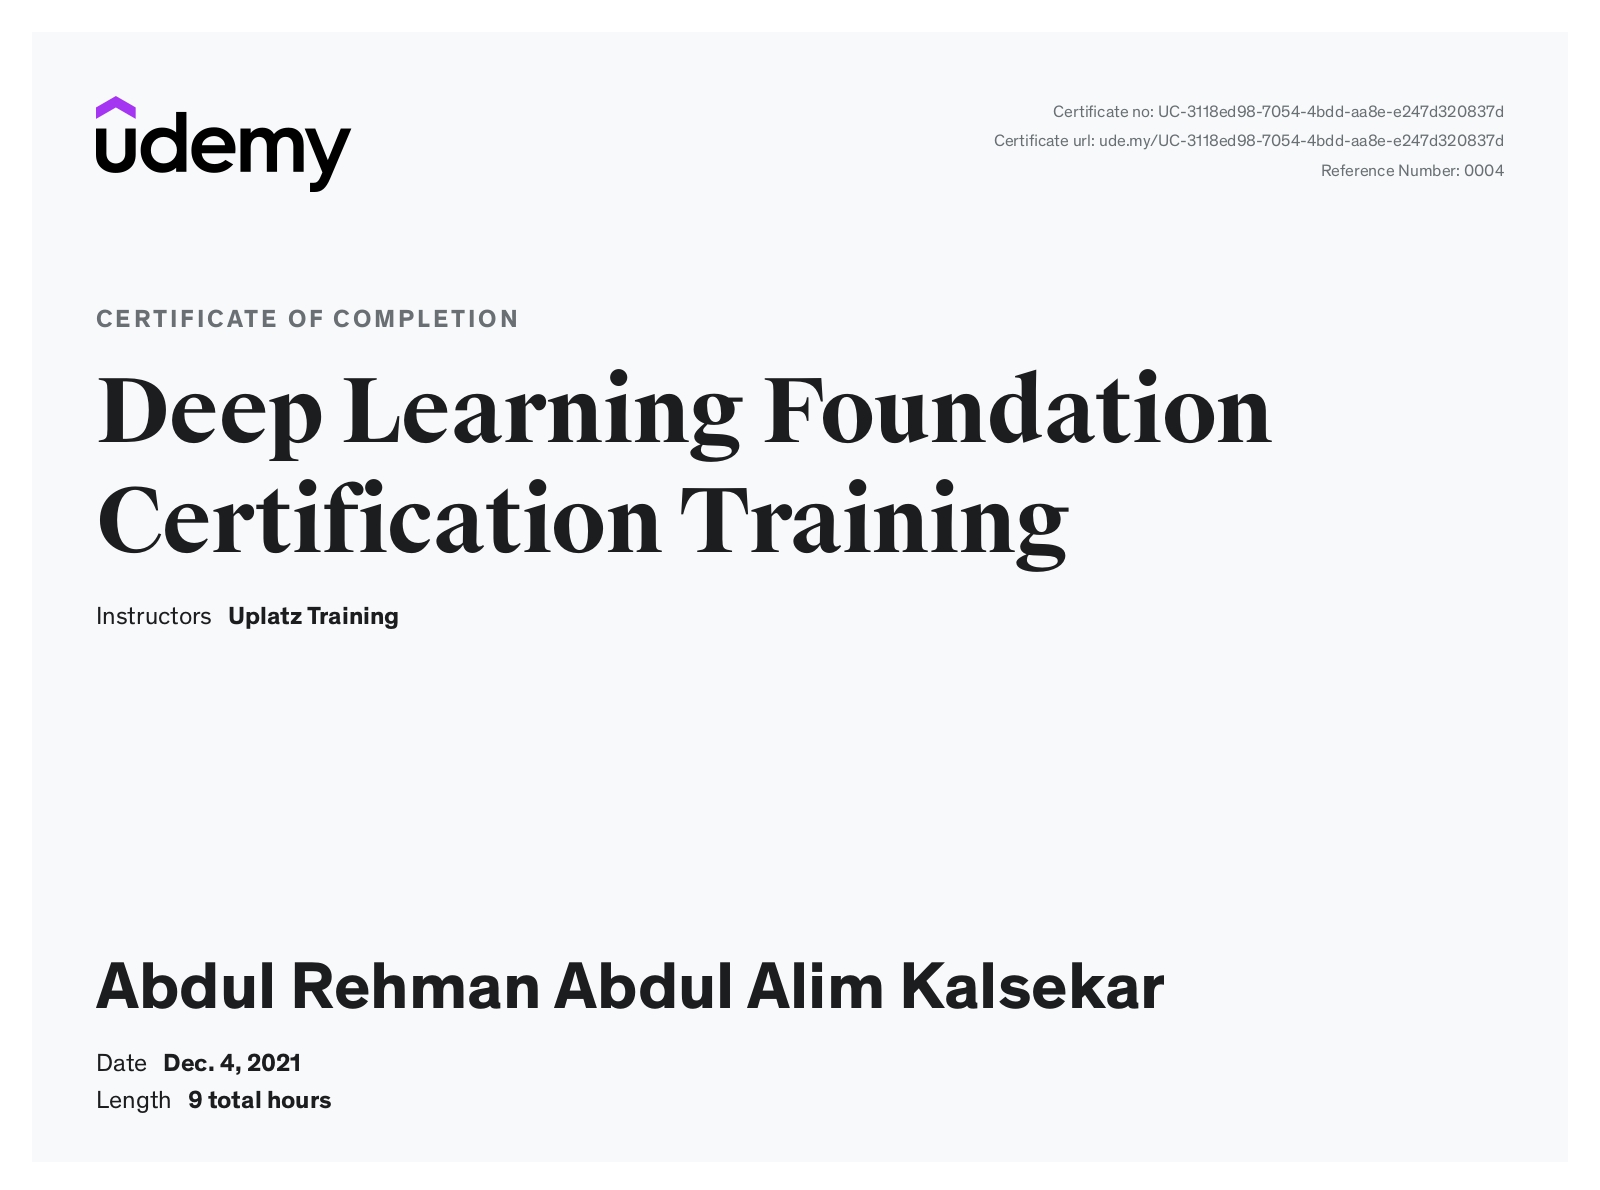 udemy
Certificate no: UC-3118ed98-7054-4bdd-aa8e-e247d320837d
Certificate url: ude.my/UC-3118ed98-7054-4bdd-aa8e-e247d320837d
Reference Number: 0004
CERTIFICATE OF COMPLETION
Deep Learning Foundation
Certification Training
Instructors Uplatz Training
Abdul Rehman Abdul Alim Kalsekar
Date Dec. 4, 2021
Length 9 total hours